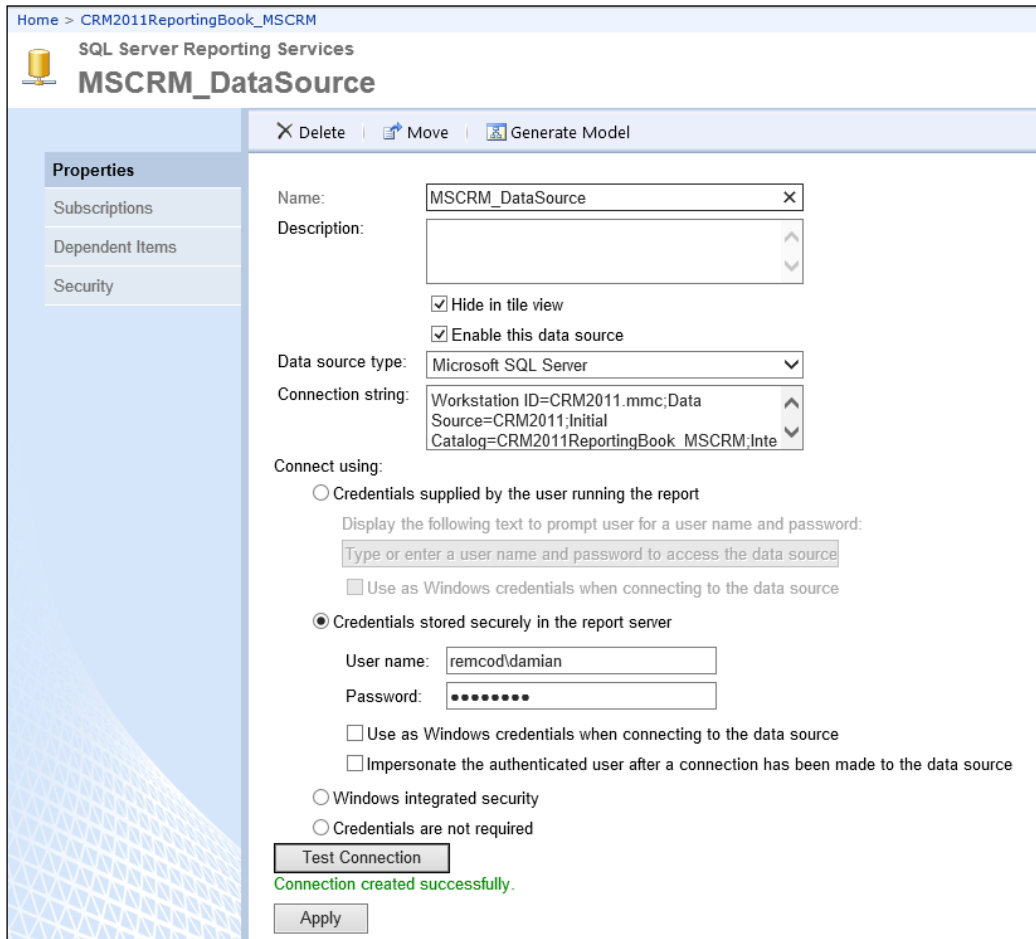 Home > CRM2011ReportingBook_MSCRM
SQL Server Reporting Services
MSCRM_DataSource
Delete
Move
Generate Model
Properties
Subscriptions
Dependent Items
Security
Name: MSCRM_DataSource
Description:
Hide in tile view
Enable this data source
Data source type: Microsoft SQL Server
Connection string: Workstation ID=CRM2011.mmc;Data
Source=CRM2011;Initial
Catalog=CRM2011ReportingBook_MSCRM;Inte
Connect using:
Credentials supplied by the user running the report
Display the following text to prompt user for a user name and password:
Type or enter a user name and password to access the data source
Use as Windows credentials when connecting to the data source
Credentials stored securely in the report server
User name: remcod\damian
Password: ●●●●●●●●
Use as Windows credentials when connecting to the data source
Impersonate the authenticated user after a connection has been made to the data source
Windows integrated security
Credentials are not required
Test Connection
Connection created successfully.
Apply